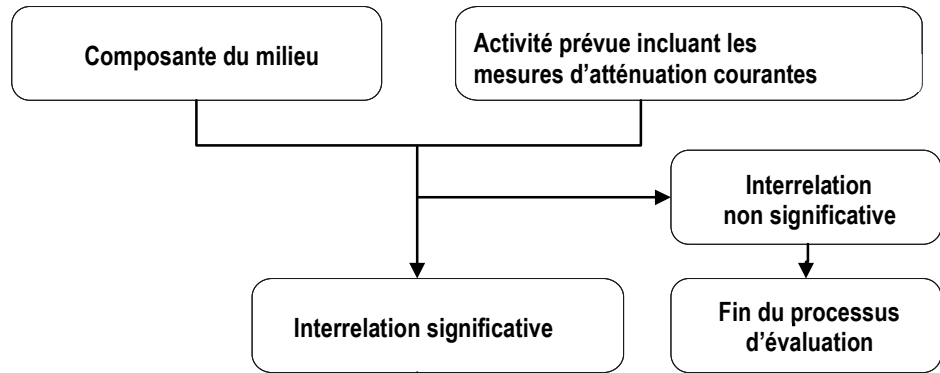 Composante du milieu
Activité prévue incluant les
mesures d’atténuation courantes
Interrelation
non significative
Interrelation significative
Fin du processus
d’évaluation